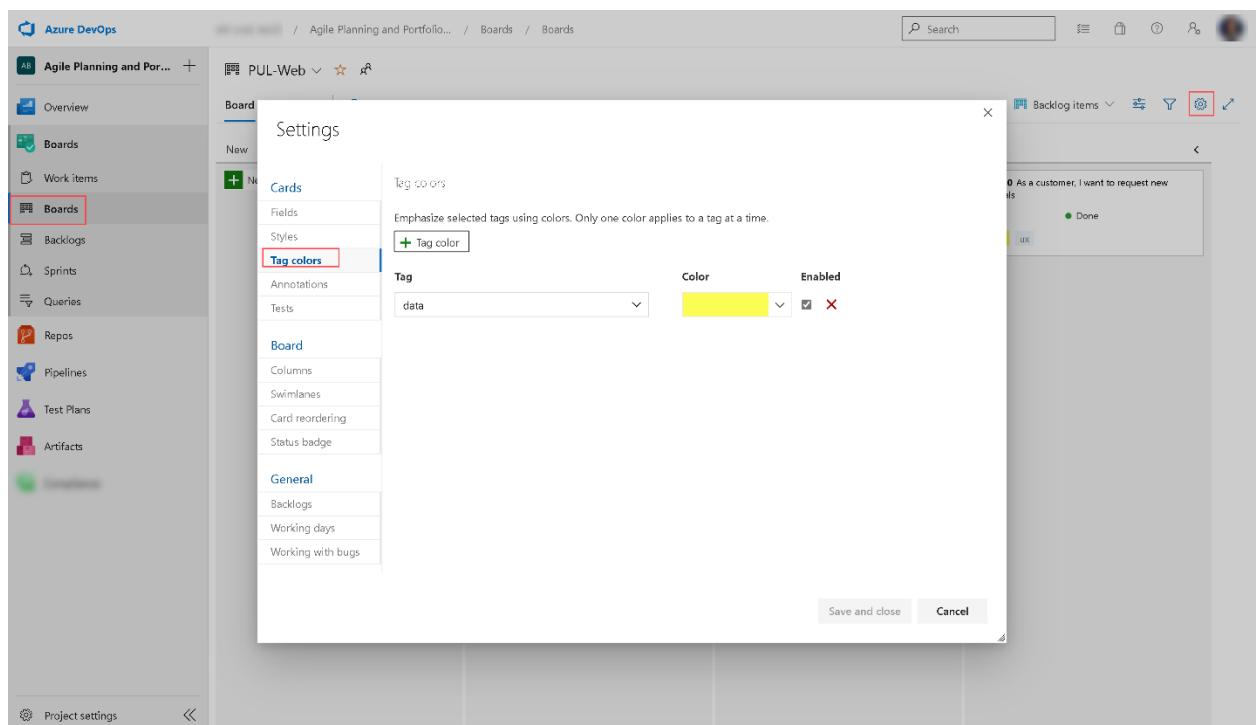 Azure DevOps
/ Agile Planning and Portfolio... / Boards / Boards
Search
AB Agile Planning and Por...
PUL-Web
Overview
Boards
Work items
Boards
Backlogs
Sprints
Queries
Repos
Pipelines
Test Plans
Artifacts
Project settings
Board
Backlog items
New
As a customer, I want to request new
Done
ux
Settings
Cards
Fields
Styles
Tag colors
Annotations
Tests
Board
Columns
Swimlanes
Card reordering
Status badge
General
Backlogs
Working days
Working with bugs
Tag colors
Emphasize selected tags using colors. Only one color applies to a tag at a time.
Tag color
Tag Color Enabled
data
Save and close Cancel